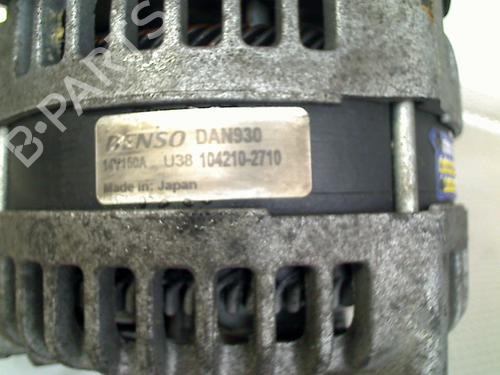 B-PARTS
DENSO DAN930
14V150A U38 104210-2710
Made in: Japan